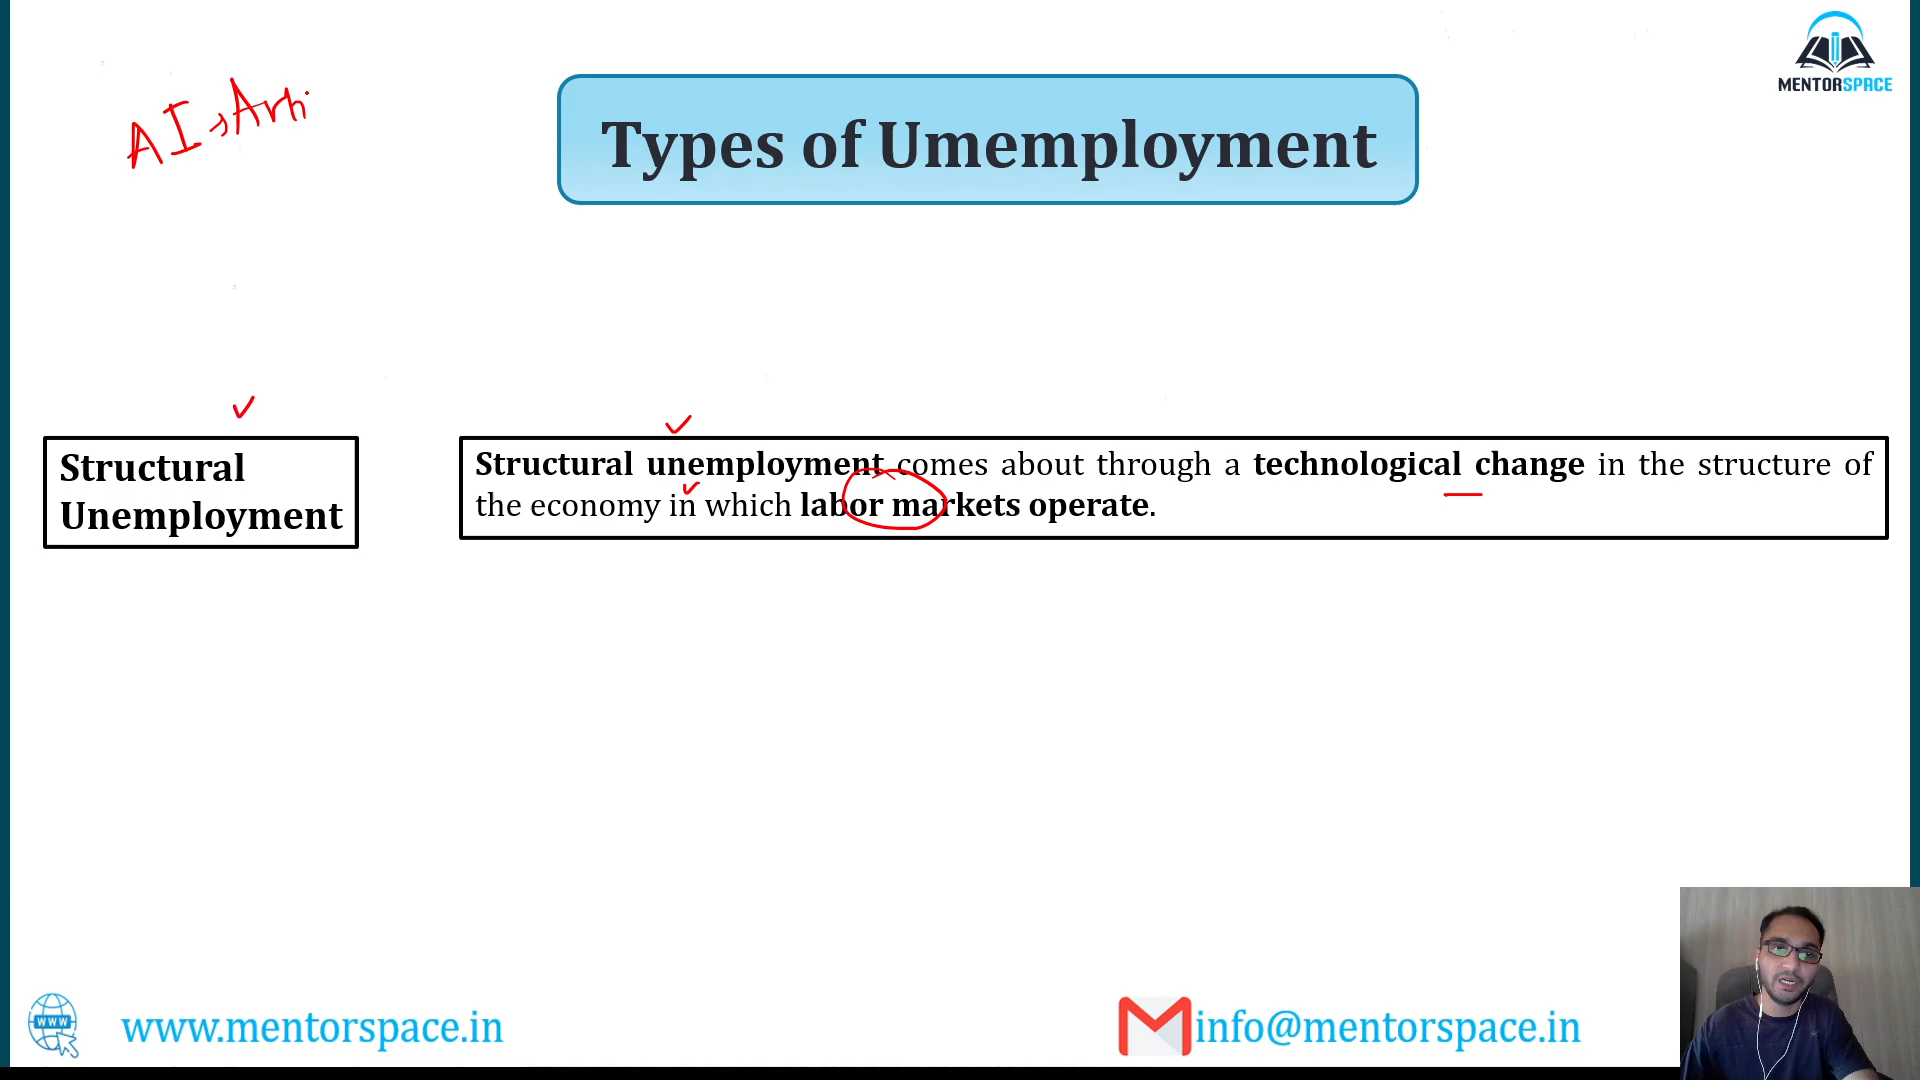 MENTORSPACE
AI → Arti
Types of Umemployment
Structural
Unemployment
Structural unemployment comes about through a technological change in the structure of
the economy in which labor markets operate.
www
www.mentorspace.in
info@mentorspace.in